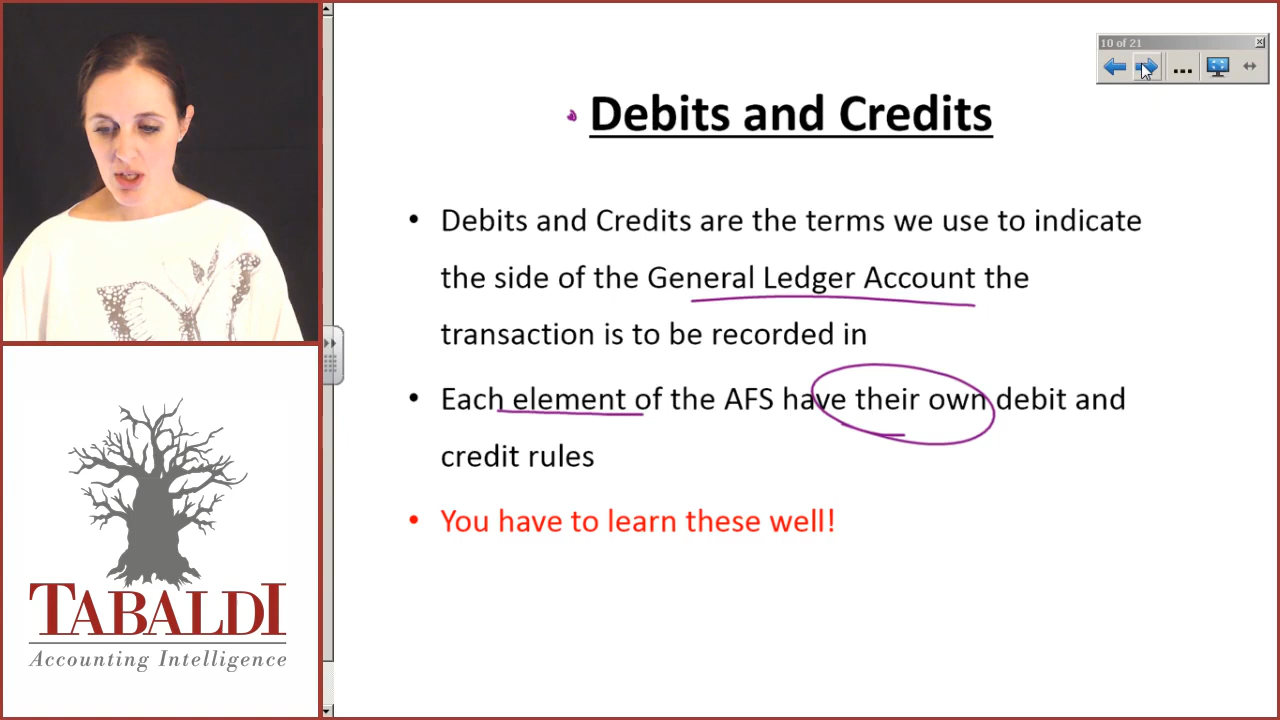 10 of 21
Debits and Credits
• Debits and Credits are the terms we use to indicate
the side of the General Ledger Account the
transaction is to be recorded in
• Each element of the AFS have their own debit and
credit rules
• You have to learn these well!
TABALDI
Accounting Intelligence